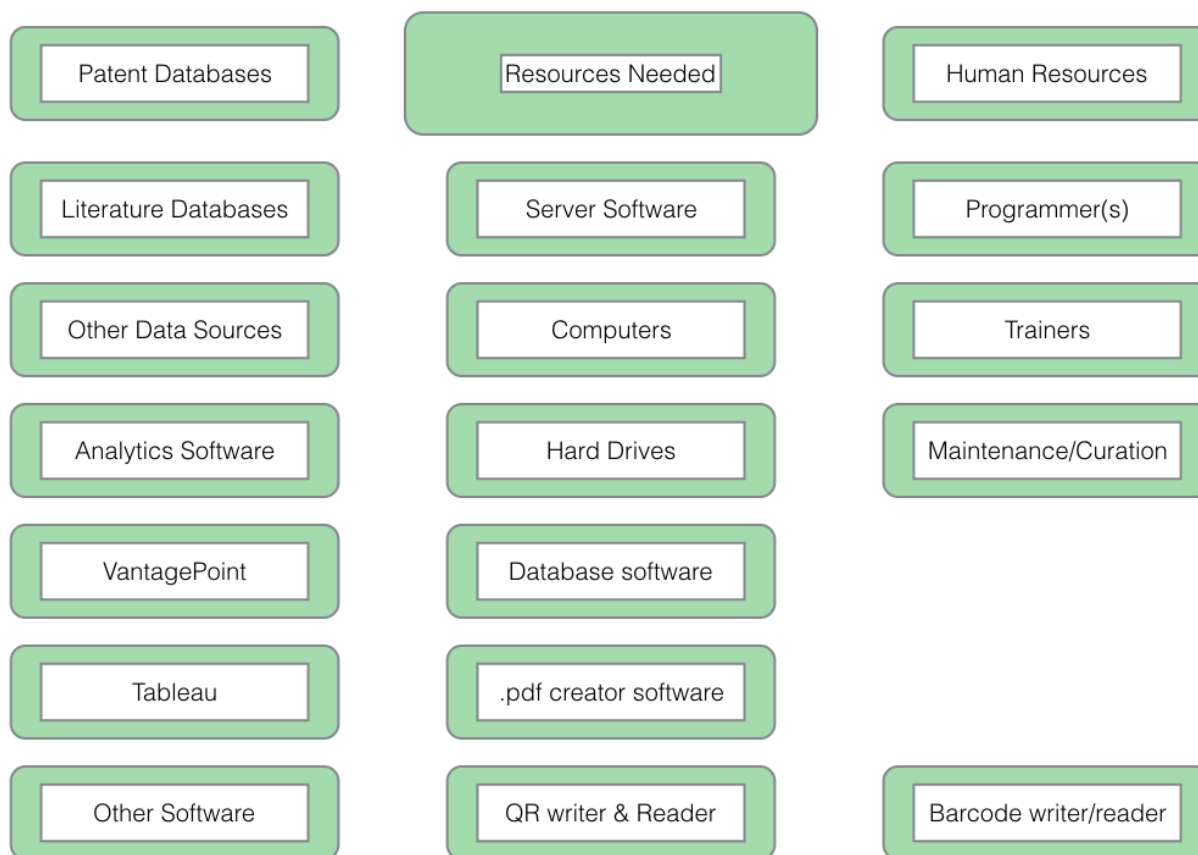 Patent Databases
Resources Needed
Human Resources
Literature Databases
Server Software
Programmer(s)
Other Data Sources
Computers
Trainers
Analytics Software
Hard Drives
Maintenance/Curation
VantagePoint
Database software
Tableau
.pdf creator software
Other Software
QR writer & Reader
Barcode writer/reader